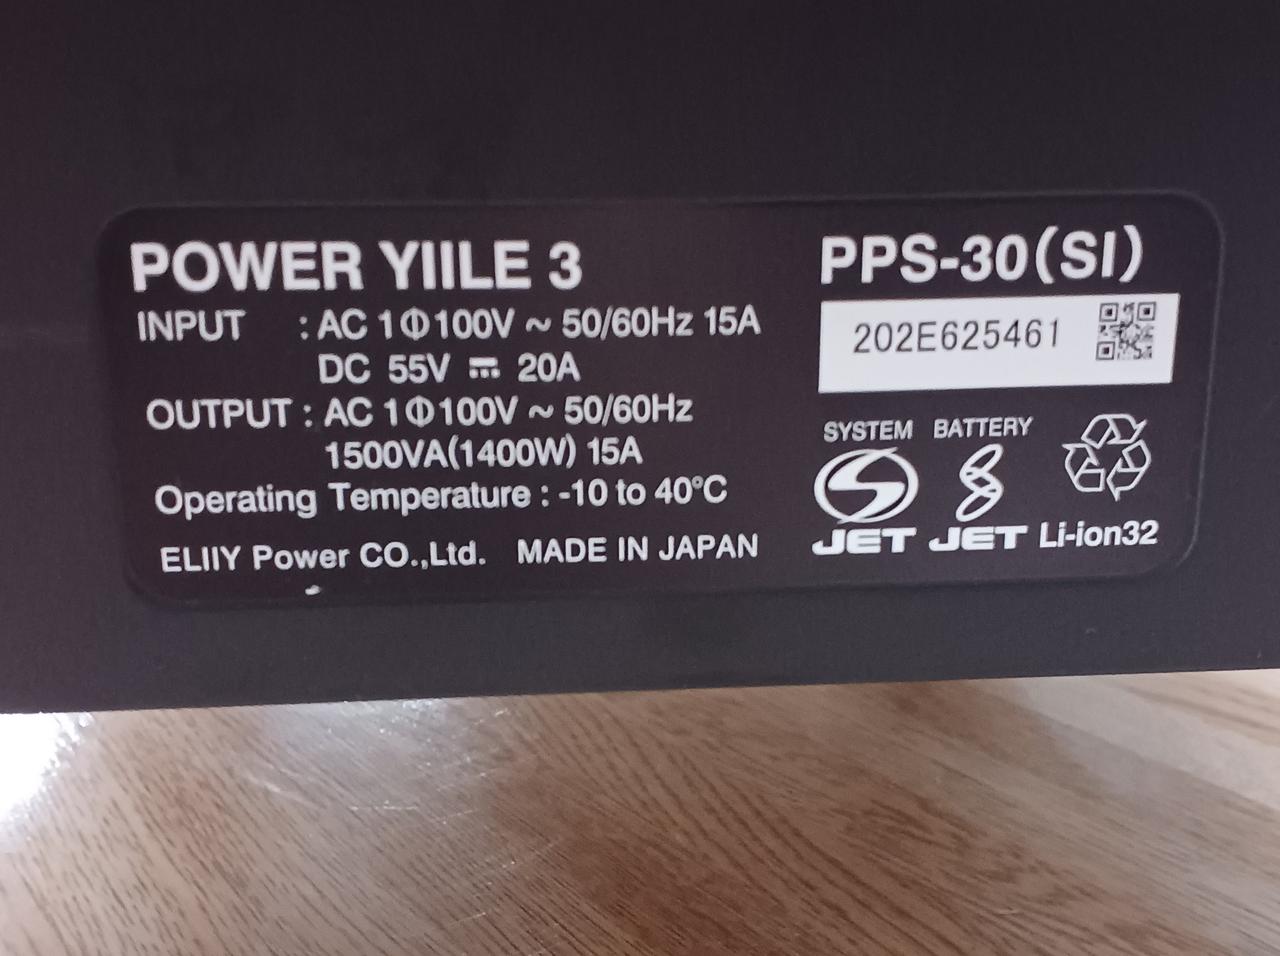 POWER YIILE 3
INPUT : AC 1Φ100V ~ 50/60Hz 15A
DC 55V ⎓ 20A
OUTPUT : AC 1Φ100V ~ 50/60Hz
1500VA(1400W) 15A
Operating Temperature : -10 to 40°C
ELIIY Power CO.,Ltd. MADE IN JAPAN
PPS-30(SI)
202E625461
SYSTEM BATTERY
S
JET JET Li-ion32